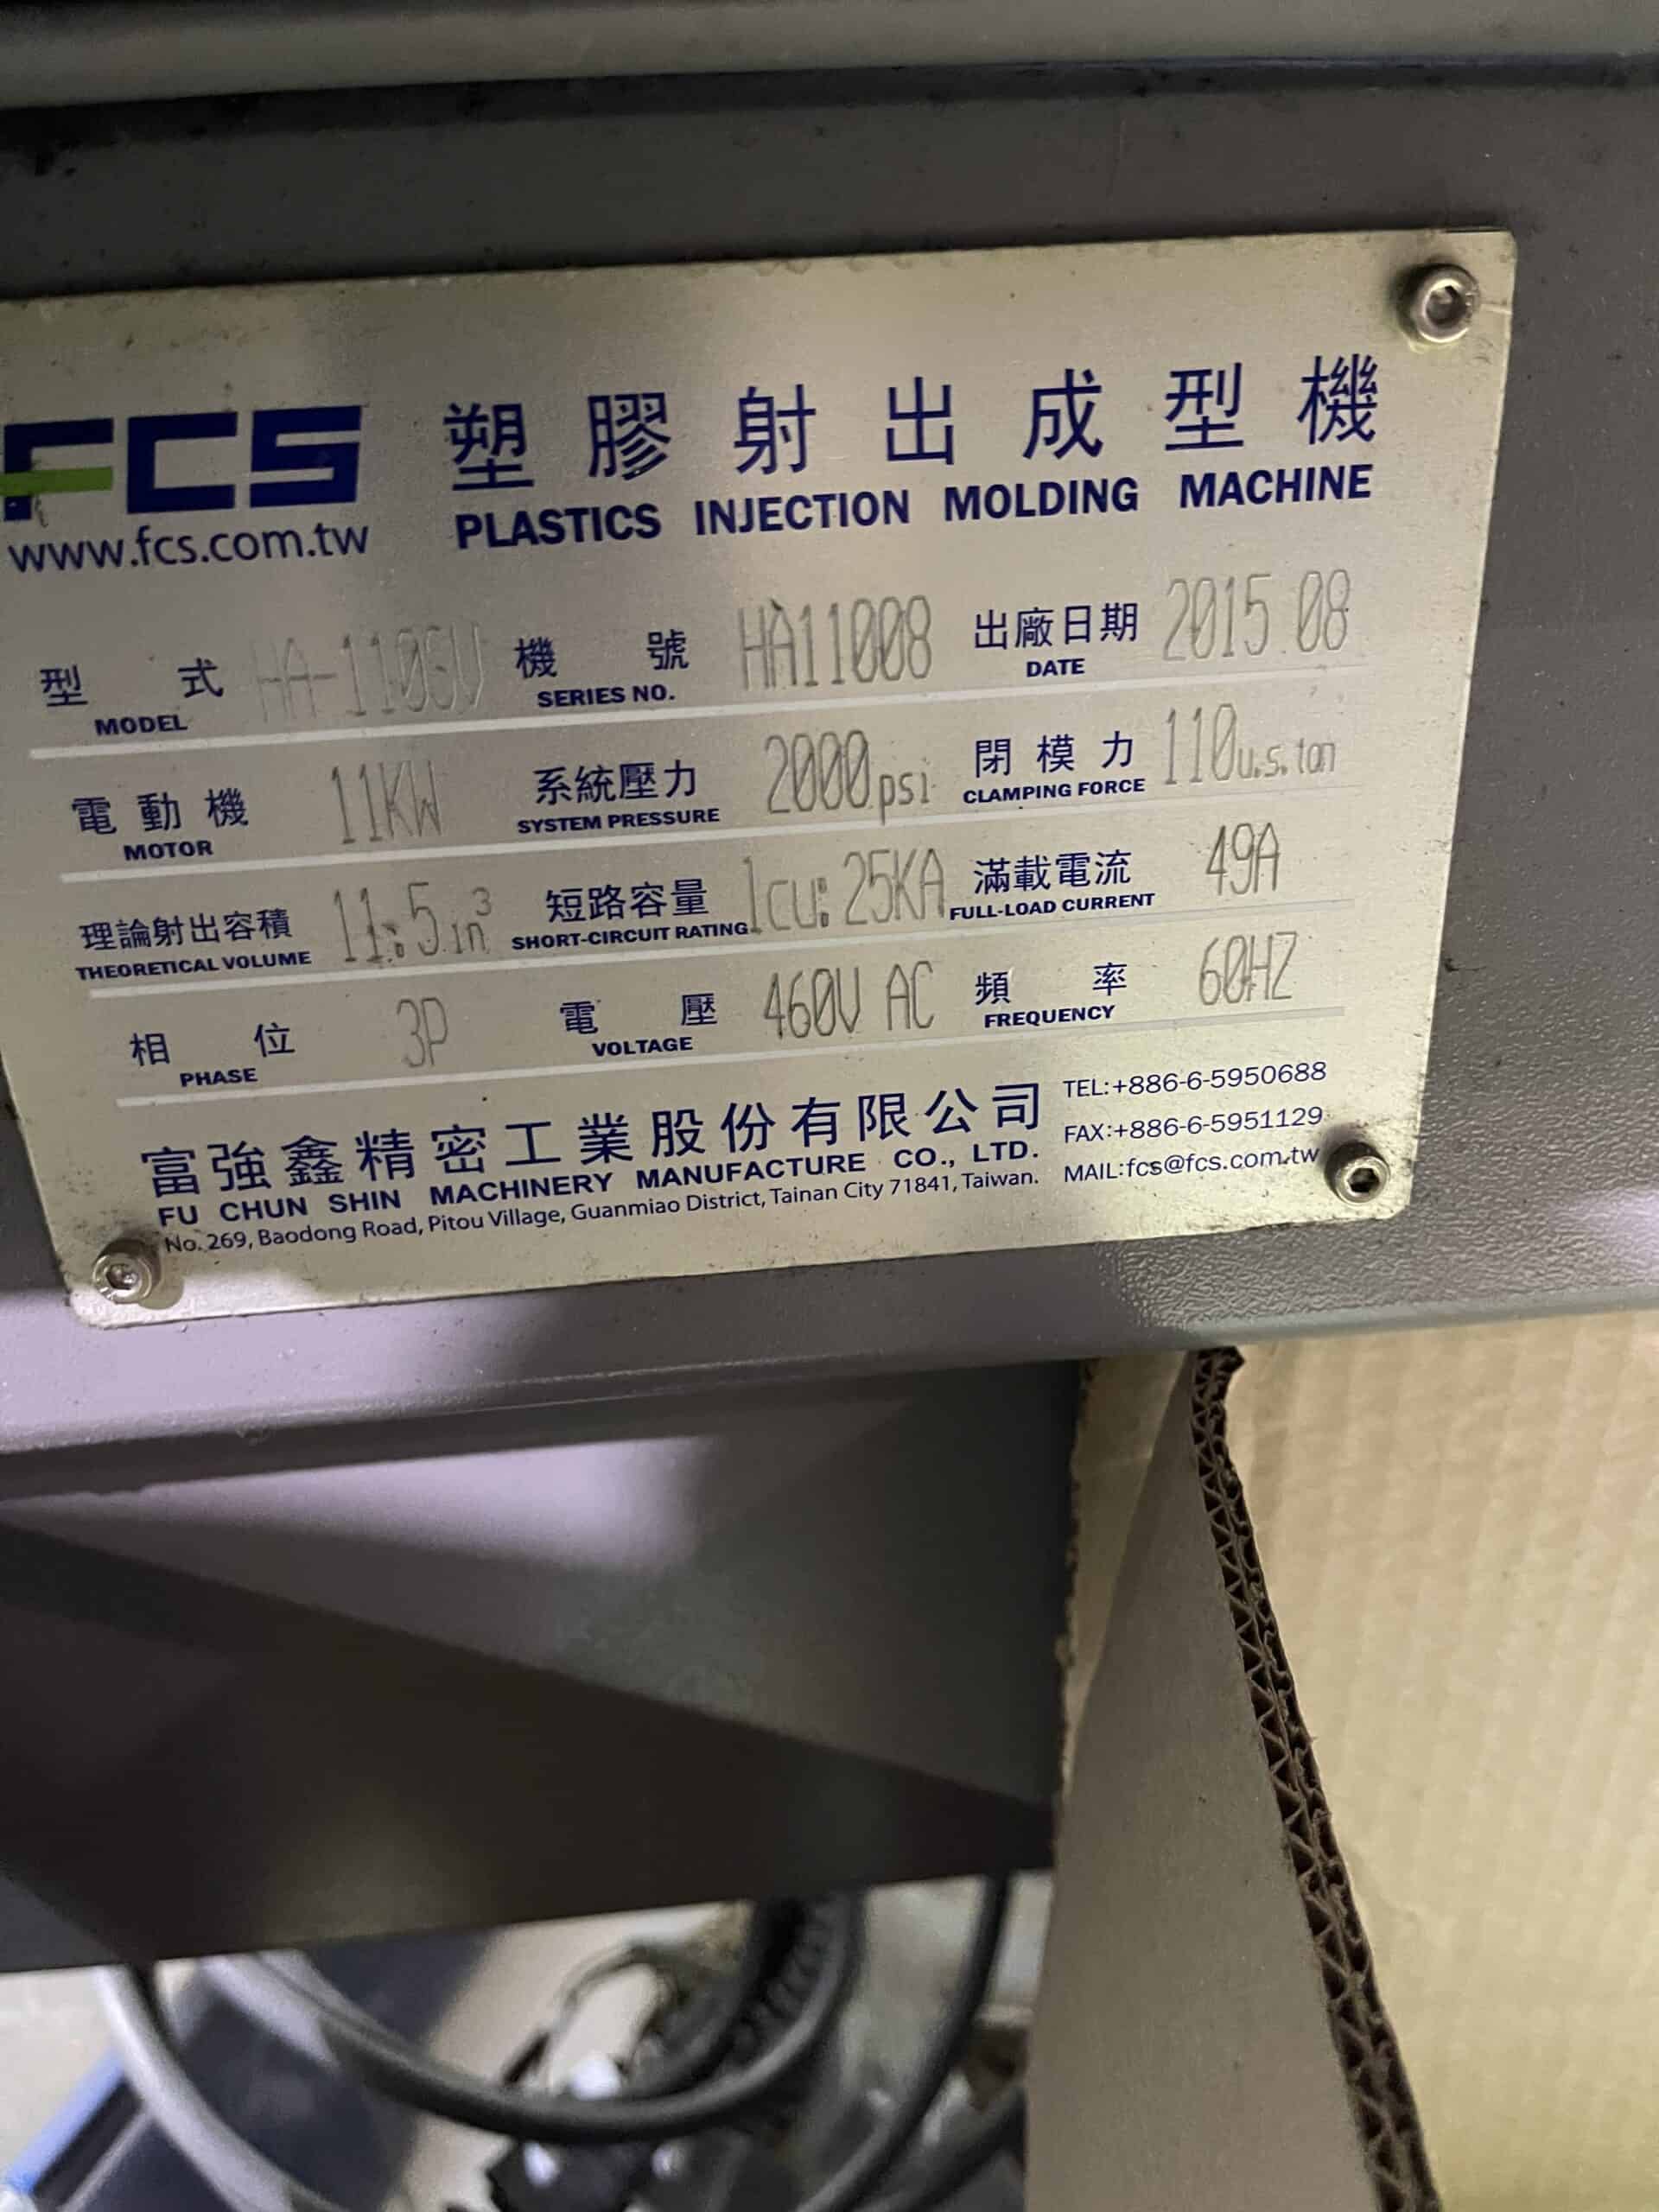 FCS 塑膠射出成型機
www.fcs.com.tw PLASTICS INJECTION MOLDING MACHINE
型式 HA-110SV 機號 HA11008 出廠日期 2015.08
MODEL SERIES NO. DATE
電動機 11KW 系統壓力 2000psi 閉模力 110u.s.ton
MOTOR SYSTEM PRESSURE CLAMPING FORCE
理論射出容積 11.5in³ 短路容量 Icu:25KA 滿載電流 49A
THEORETICAL VOLUME SHORT-CIRCUIT RATING FULL-LOAD CURRENT
相位 3P 電壓 460V AC 頻率 60HZ
PHASE VOLTAGE FREQUENCY
富強鑫精密工業股份有限公司 TEL:+886-6-5950688
FU CHUN SHIN MACHINERY MANUFACTURE CO., LTD. FAX:+886-6-5951129
No. 269, Baodong Road, Pitou Village, Guanmiao District, Tainan City 71841, Taiwan. MAIL:fcs@fcs.com.tw